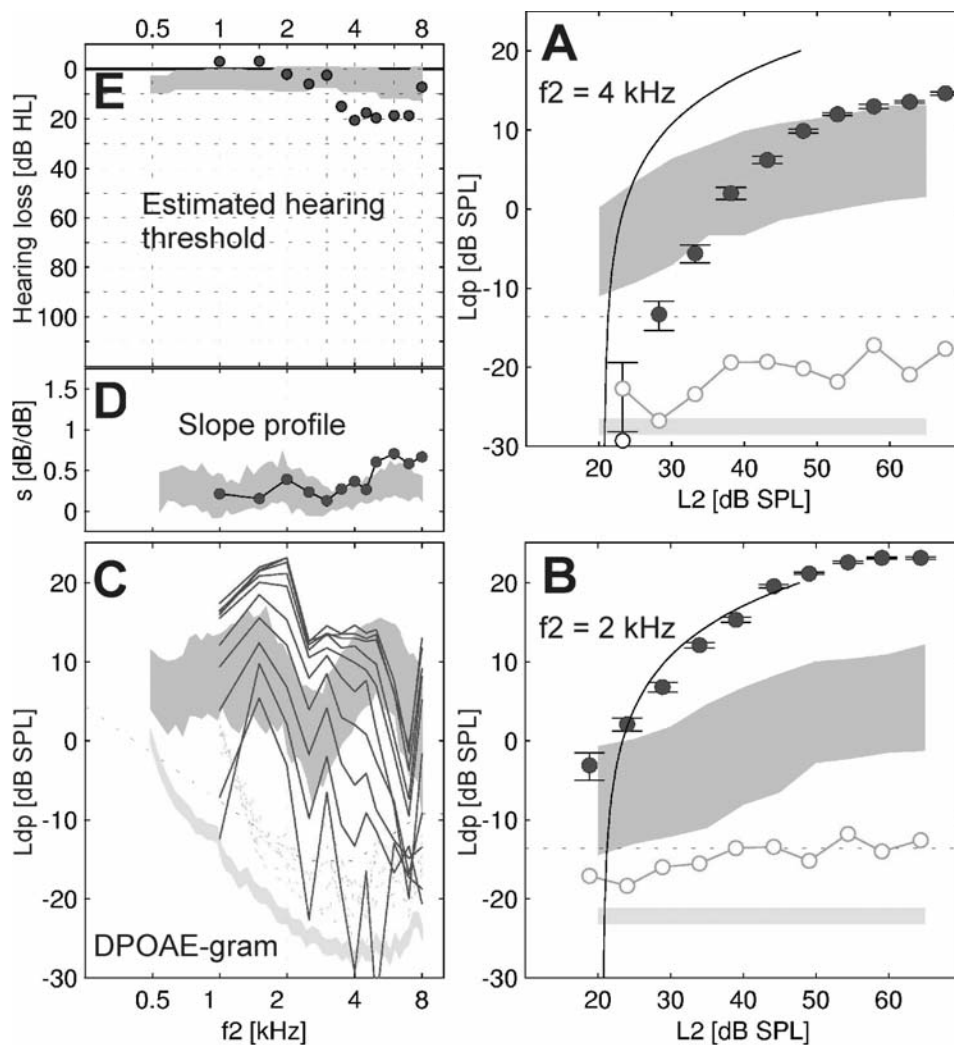 0.5 1 2 4 8
E
0
20
40
60
80
100
Hearing loss [dB HL]
Estimated hearing
threshold
D
Slope profile
1.5
1
0.5
0
s [dB/dB]
C
20
10
0
-10
-20
-30
Ldp [dB SPL]
DPOAE-gram
0.5 1 2 4 8
f2 [kHz]
A
f2 = 4 kHz
20
10
0
-10
-20
-30
Ldp [dB SPL]
20 30 40 50 60
L2 [dB SPL]
B
f2 = 2 kHz
20
10
0
-10
-20
-30
Ldp [dB SPL]
20 30 40 50 60
L2 [dB SPL]